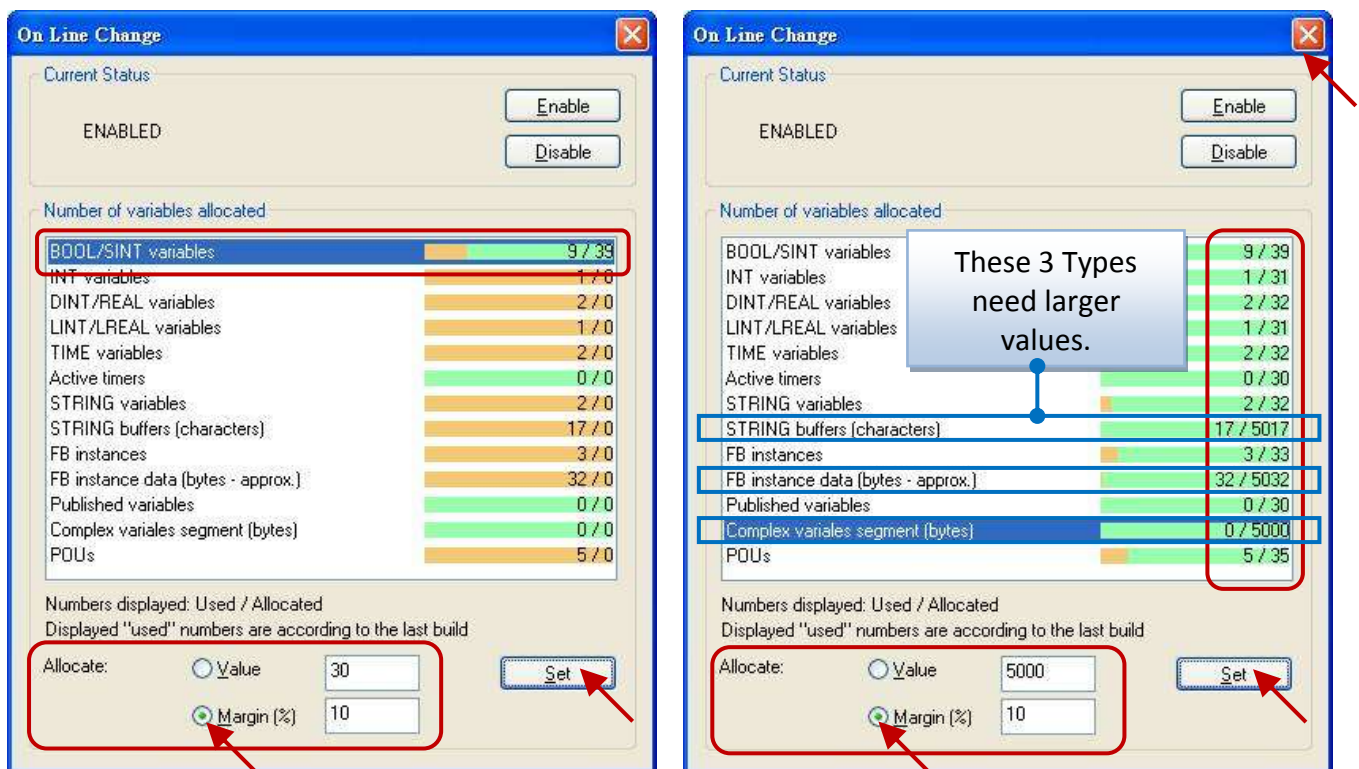 On Line Change
Current Status
ENABLED
Enable
Disable
Number of variables allocated
BOOL/SINT variables 9 / 39
INT variables 1 / 0
DINT/REAL variables 2 / 0
LINT/LREAL variables 1 / 0
TIME variables 2 / 0
Active timers 0 / 0
STRING variables 2 / 0
STRING buffers (characters) 17 / 0
FB instances 3 / 0
FB instance data (bytes - approx.) 32 / 0
Published variables 0 / 0
Complex variales segment (bytes) 0 / 0
POUs 5 / 0
Numbers displayed: Used / Allocated
Displayed "used" numbers are according to the last build
Allocate:
Value 30
Set
Margin (%) 10
On Line Change
Current Status
ENABLED
Enable
Disable
Number of variables allocated
BOOL/SINT variables 9 / 39
INT variables 1 / 31
DINT/REAL variables 2 / 32
LINT/LREAL variables 1 / 31
TIME variables 2 / 32
Active timers 0 / 30
STRING variables 2 / 32
STRING buffers (characters) 17 / 5017
FB instances 3 / 33
FB instance data (bytes - approx.) 32 / 5032
Published variables 0 / 30
Complex variales segment (bytes) 0 / 5000
POUs 5 / 35
These 3 Types
need larger
values.
Numbers displayed: Used / Allocated
Displayed "used" numbers are according to the last build
Allocate:
Value 5000
Set
Margin (%) 10